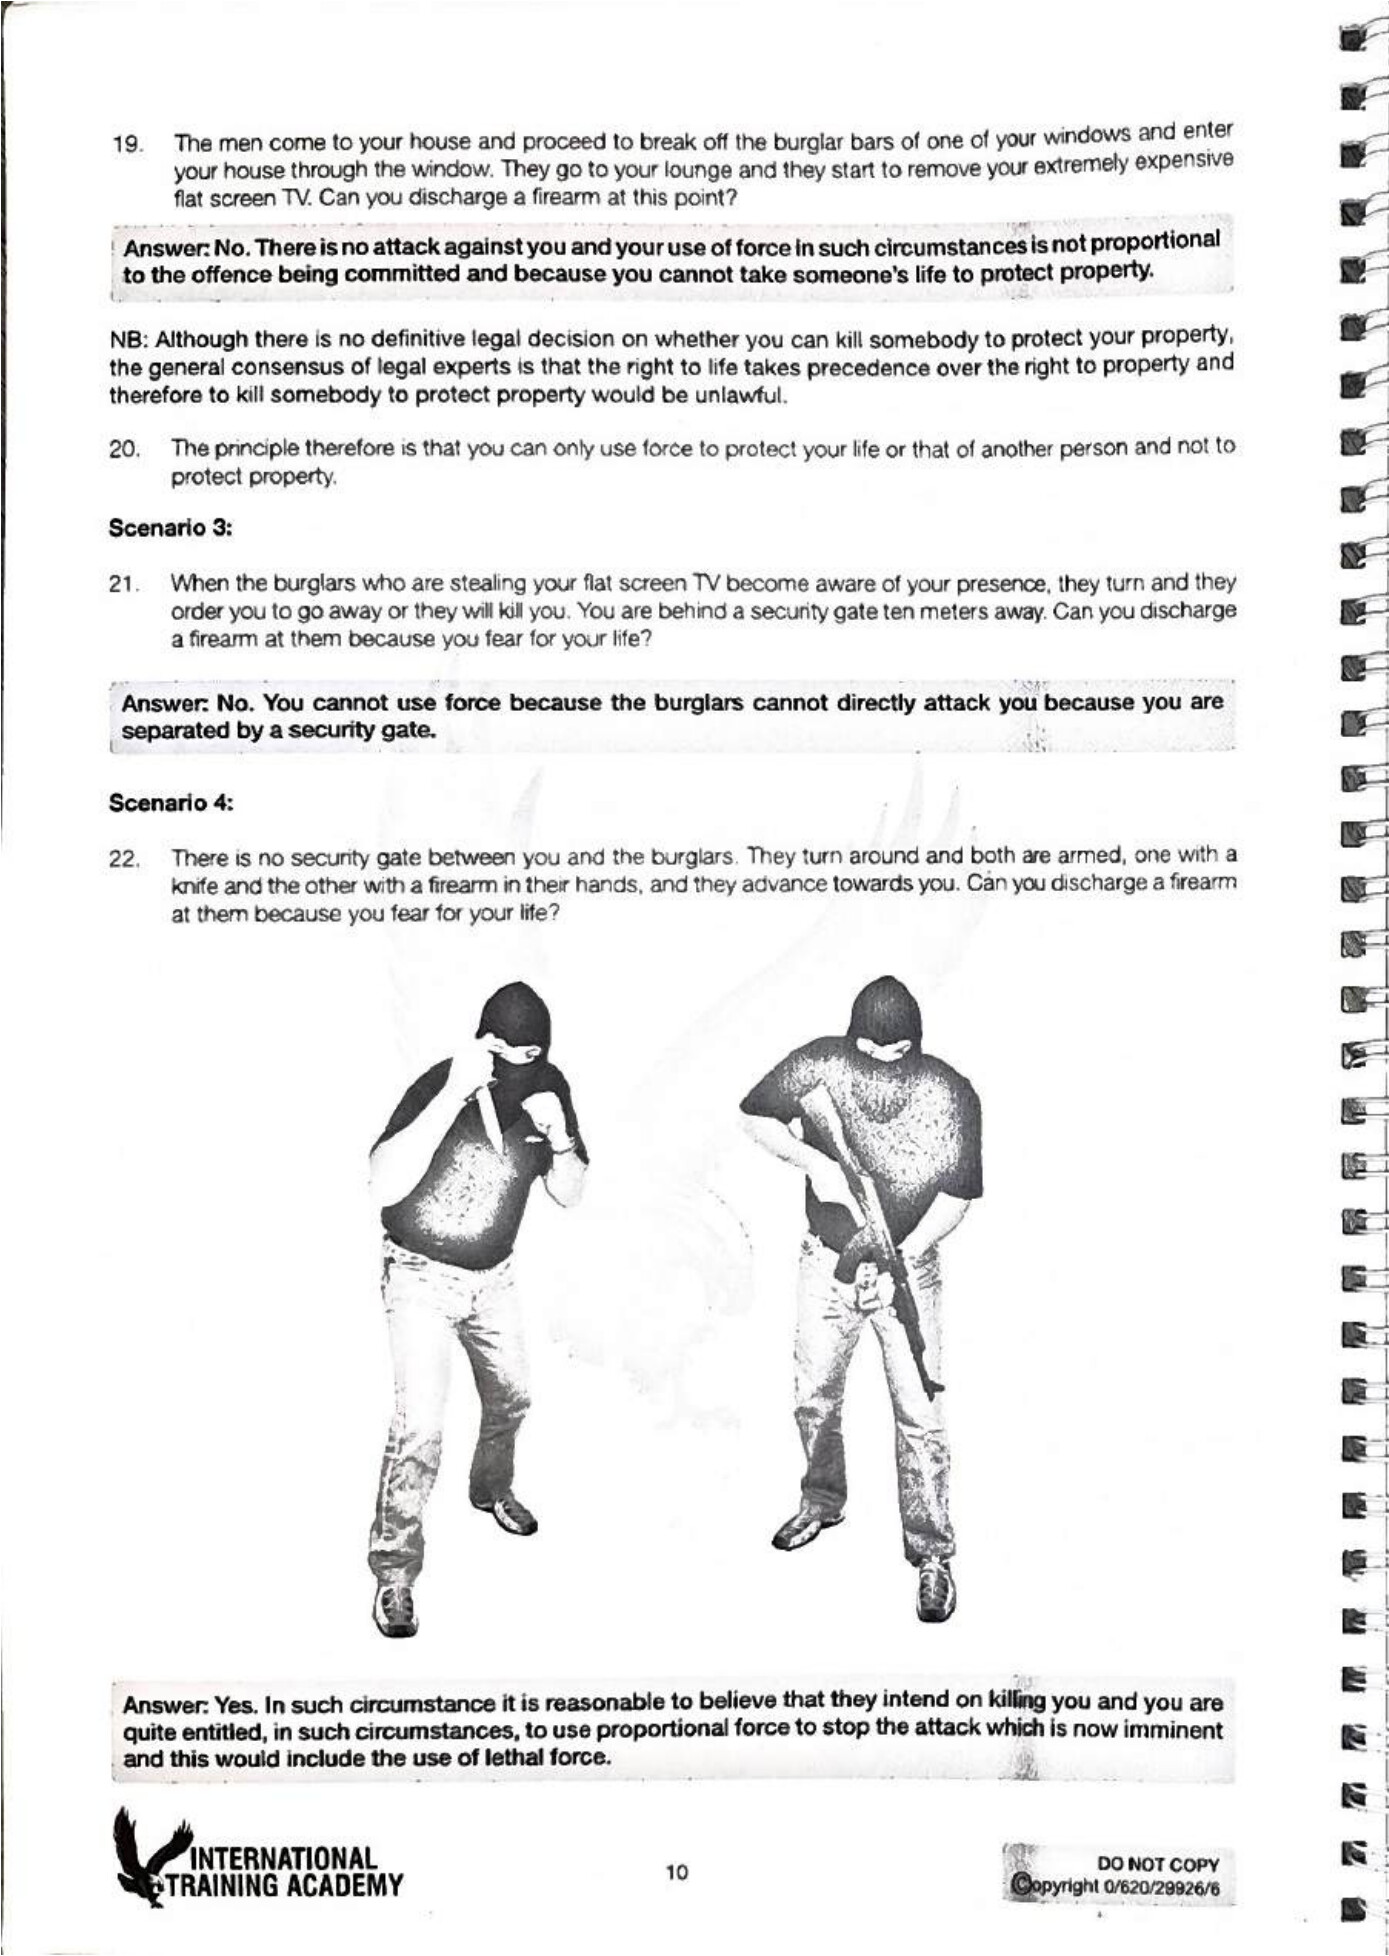 19. The men come to your house and proceed to break off the burglar bars of one of your windows and enter
your house through the window. They go to your lounge and they start to remove your extremely expensive
flat screen TV. Can you discharge a firearm at this point?
Answer: No. There is no attack against you and your use of force in such circumstances is not proportional
to the offence being committed and because you cannot take someone's life to protect property.
NB: Although there is no definitive legal decision on whether you can kill somebody to protect your property,
the general consensus of legal experts is that the right to life takes precedence over the right to property and
therefore to kill somebody to protect property would be unlawful.
20. The principle therefore is that you can only use force to protect your life or that of another person and not to
protect property.
Scenario 3:
21. When the burglars who are stealing your flat screen TV become aware of your presence, they turn and they
order you to go away or they will kill you. You are behind a security gate ten meters away. Can you discharge
a firearm at them because you fear for your life?
Answer: No. You cannot use force because the burglars cannot directly attack you because you are
separated by a security gate.
Scenario 4:
22. There is no security gate between you and the burglars. They turn around and both are armed, one with a
knife and the other with a firearm in their hands, and they advance towards you. Can you discharge a firearm
at them because you fear for your life?
Answer: Yes. In such circumstance it is reasonable to believe that they intend on killing you and you are
quite entitled, in such circumstances, to use proportional force to stop the attack which is now imminent
and this would include the use of lethal force.
INTERNATIONAL
TRAINING ACADEMY
10
DO NOT COPY
©opyright 0/620/29926/6